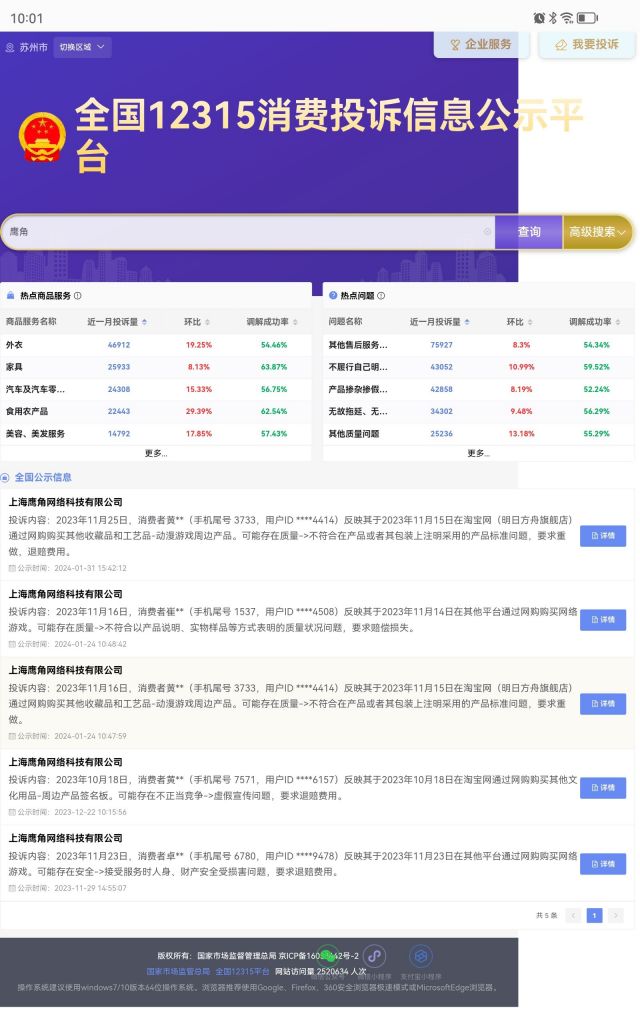 10:01
苏州市 切换区域
企业服务
我要投诉
全国12315消费投诉信息公示平
台
鹰角 查询 高级搜索
热点商品服务
商品服务名称 近一月投诉量 环比 调解成功率
外衣 46912 19.25% 54.46%
家具 25933 8.13% 63.87%
汽车及汽车零... 24308 15.33% 56.75%
食用农产品 22443 29.39% 62.54%
美容、美发服务 14792 17.85% 57.43%
更多...
热点问题
问题名称 近一月投诉量 环比 调解成功率
其他售后服务... 75927 8.3% 54.34%
不履行自己明... 43052 10.99% 59.52%
产品掺杂掺假... 42858 8.19% 52.24%
无故拖延、无... 34302 9.48% 56.29%
其他质量问题 25236 13.18% 55.29%
更多...
全国公示信息
上海鹰角网络科技有限公司
投诉内容：2023年11月25日，消费者黄**（手机尾号 3733，用户ID ****4414）反映其于2023年11月15日在淘宝网（明日方舟旗舰店）
通过网购购买其他收藏品和工艺品-动漫游戏周边产品。可能存在质量->不符合在产品或者其包装上注明采用的产品标准问题，要求重
做、退赔费用。
详情
公示时间：2024-01-31 15:42:12
上海鹰角网络科技有限公司
投诉内容：2023年11月16日，消费者崔**（手机尾号 1537，用户ID ****4508）反映其于2023年11月14日在其他平台通过网购购买网络
游戏。可能存在质量->不符合以产品说明、实物样品等方式表明的质量状况问题，要求赔偿损失。
详情
公示时间：2024-01-24 10:48:42
上海鹰角网络科技有限公司
投诉内容：2023年11月16日，消费者黄**（手机尾号 3733，用户ID ****4414）反映其于2023年11月15日在淘宝网（明日方舟旗舰店）
通过网购购买其他收藏品和工艺品-动漫游戏周边产品。可能存在质量->不符合在产品或者其包装上注明采用的产品标准问题，要求重
做。
详情
公示时间：2024-01-24 10:47:59
上海鹰角网络科技有限公司
投诉内容：2023年10月18日，消费者黄**（手机尾号 7571，用户ID ****6157）反映其于2023年10月18日在淘宝网通过网购购买其他文
化用品-周边产品签名板。可能存在不正当竞争->虚假宣传问题，要求退赔费用。
详情
公示时间：2023-12-22 10:15:56
上海鹰角网络科技有限公司
投诉内容：2023年11月23日，消费者卓**（手机尾号 6780，用户ID ****9478）反映其于2023年11月23日在其他平台通过网购购买网络
游戏。可能存在安全->接受服务时人身、财产安全受损害问题，要求退赔费用。
详情
公示时间：2023-11-29 14:55:07
共 5 条 < 1 >
版权所有：国家市场监督管理总局 京ICP备
国家市场监管总局 全国12315平台 网站访问量 2520634 人次
支付宝小程序
操作系统建议使用windows7/10版本64位操作系统。浏览器推荐使用Google、Firefox、360安全浏览器极速模式或MicrosoftEdge浏览器。